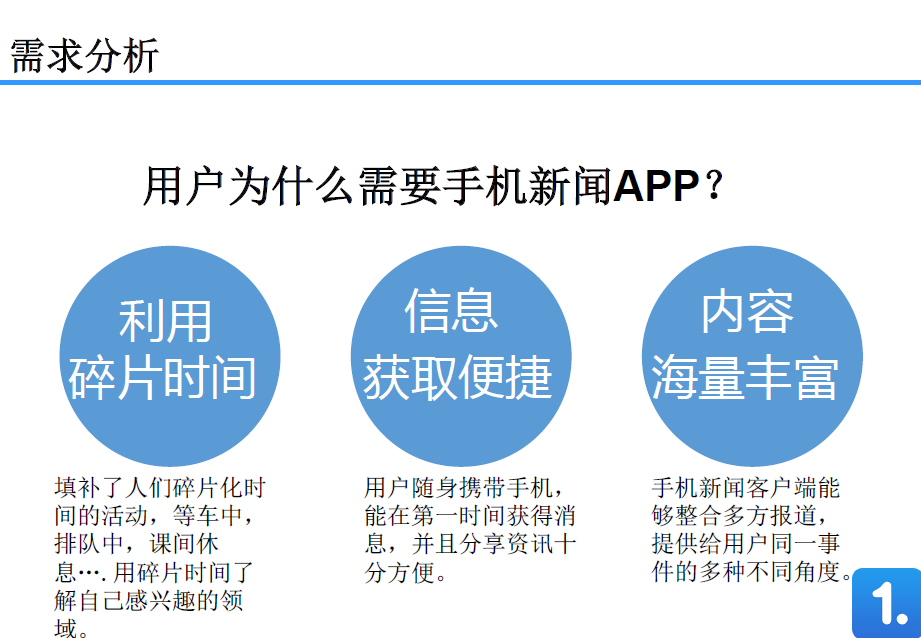 需求分析
用户为什么需要手机新闻APP？
利用
碎片时间
信息
获取便捷
内容
海量丰富
填补了人们碎片化时
间的活动，等车中，
排队中，课间休
息….用碎片时间了
解自己感兴趣的领
域。
用户随身携带手机，
能在第一时间获得消
息，并且分享资讯十
分方便。
手机新闻客户端能
够整合多方报道，
提供给用户同一事
件的多种不同角度。
1.